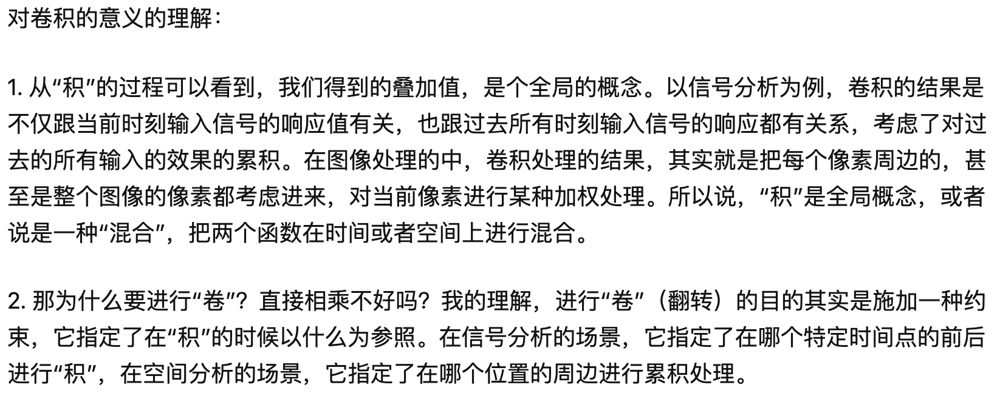 对卷积的意义的理解：
1. 从“积”的过程可以看到，我们得到的叠加值，是个全局的概念。以信号分析为例，卷积的结果是
不仅跟当前时刻输入信号的响应值有关，也跟过去所有时刻输入信号的响应都有关系，考虑了对过
去的所有输入的效果的累积。在图像处理的中，卷积处理的结果，其实就是把每个像素周边的，甚
至是整个图像的像素都考虑进来，对当前像素进行某种加权处理。所以说，“积”是全局概念，或者
说是一种“混合”，把两个函数在时间或者空间上进行混合。
2. 那为什么要进行“卷”？直接相乘不好吗？我的理解，进行“卷”（翻转）的目的其实是施加一种约
束，它指定了在“积”的时候以什么为参照。在信号分析的场景，它指定了在哪个特定时间点的前后
进行“积”，在空间分析的场景，它指定了在哪个位置的周边进行累积处理。